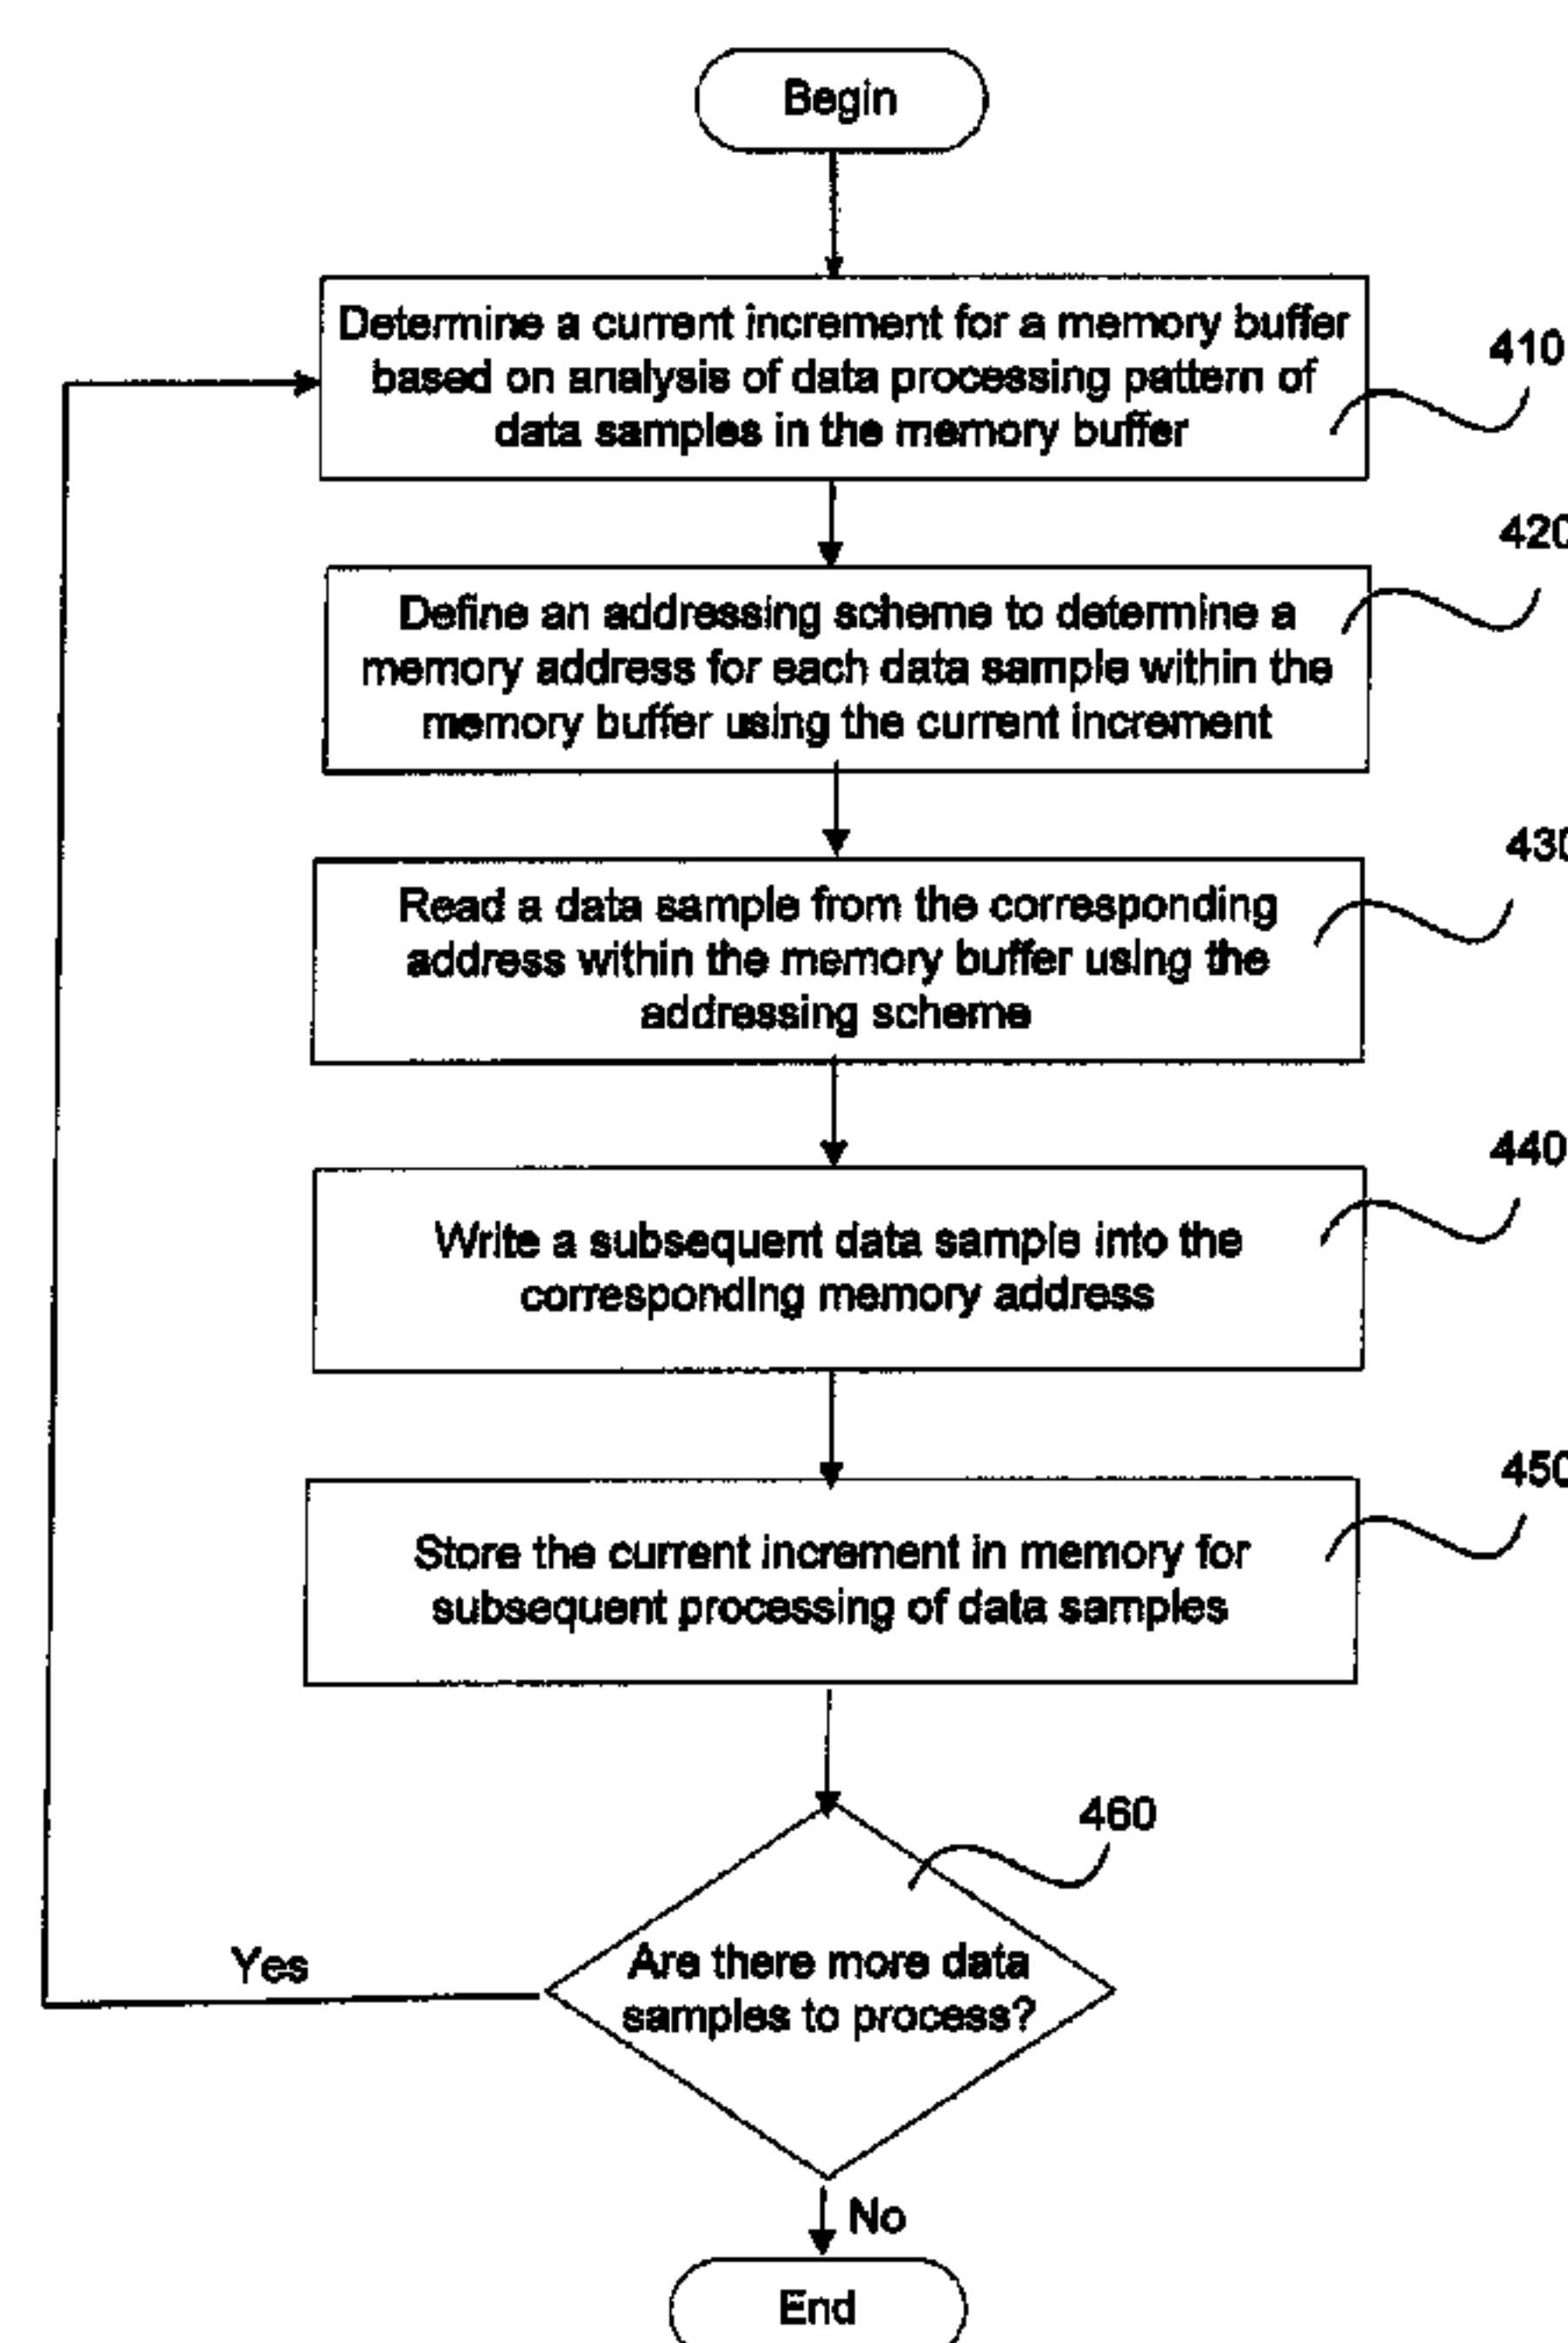 Begin
Determine a current increment for a memory buffer
based on analysis of data processing pattern of
data samples in the memory buffer
410
Define an addressing scheme to determine a
memory address for each data sample within the
memory buffer using the current increment
420
Read a data sample from the corresponding
address within the memory buffer using the
addressing scheme
430
Write a subsequent data sample into the
corresponding memory address
440
Store the current increment in memory for
subsequent processing of data samples
450
460
Are there more data
samples to process?
Yes
No
End